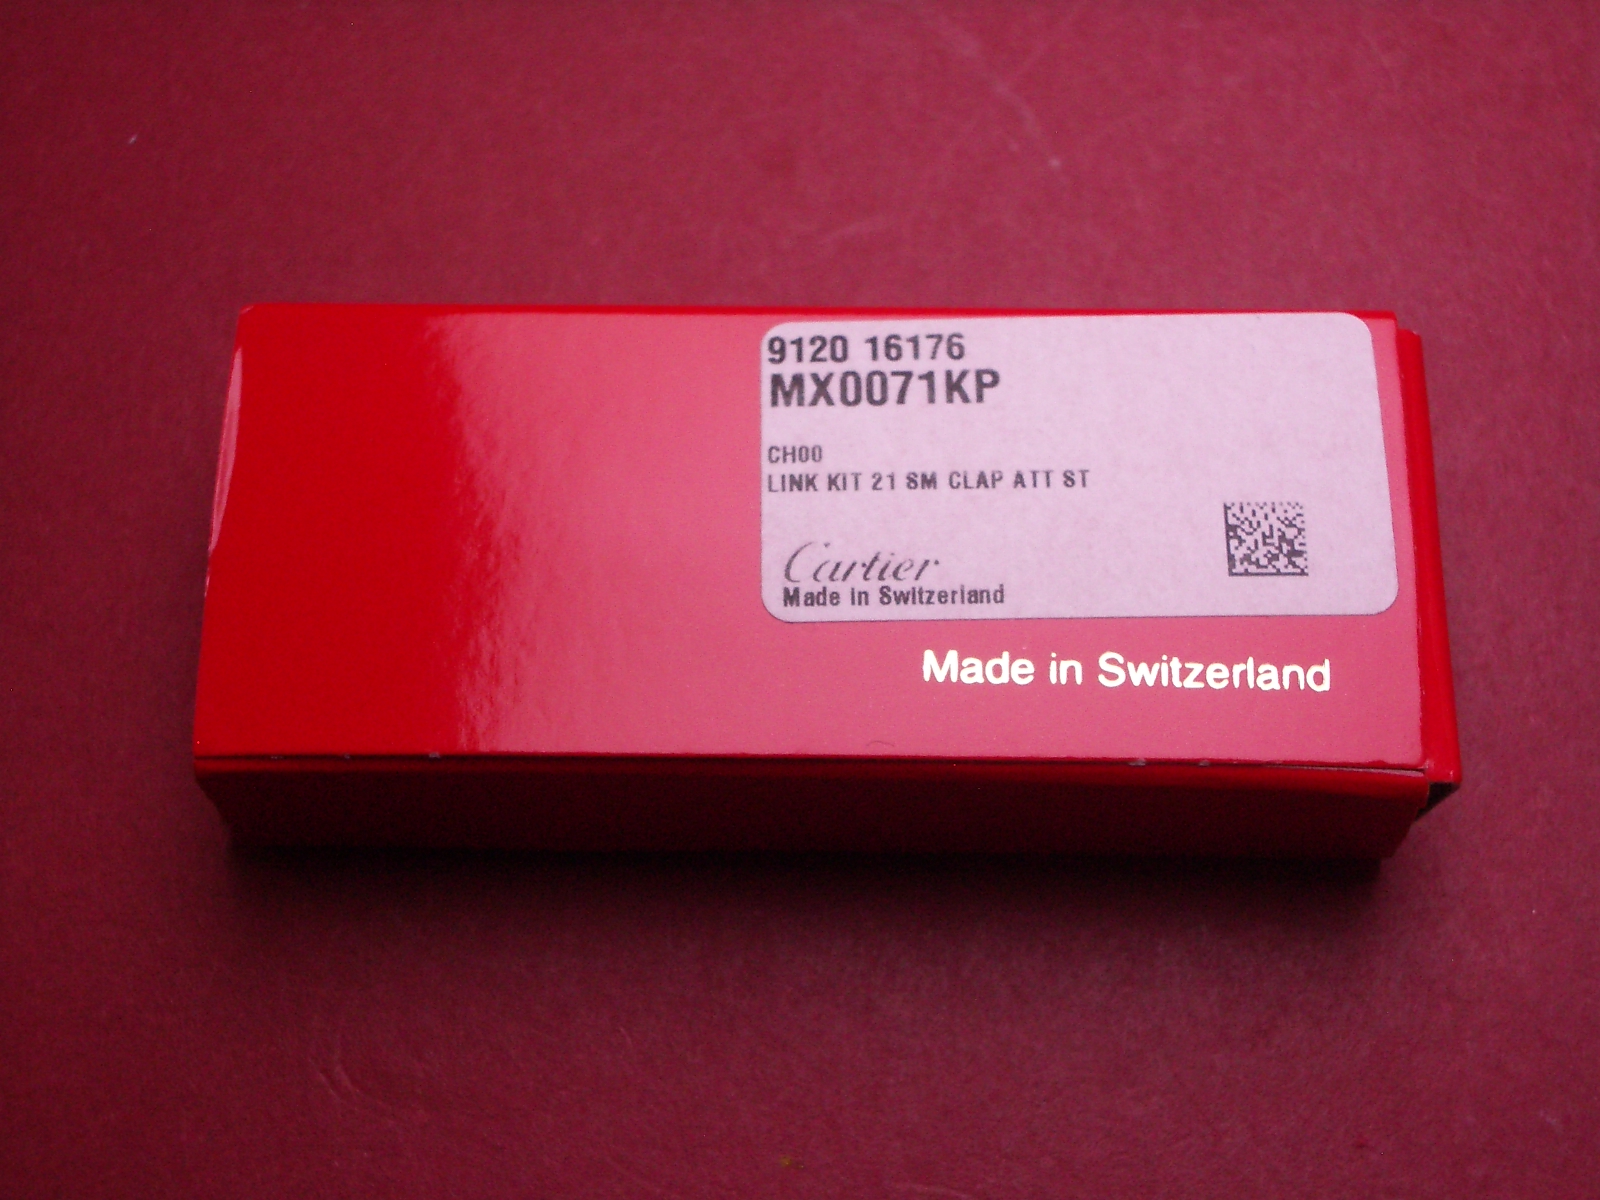 9120 16176
MX0071KP
CH00
LINK KIT 21 SM CLAP ATT ST
Cartier
Made in Switzerland
Made in Switzerland